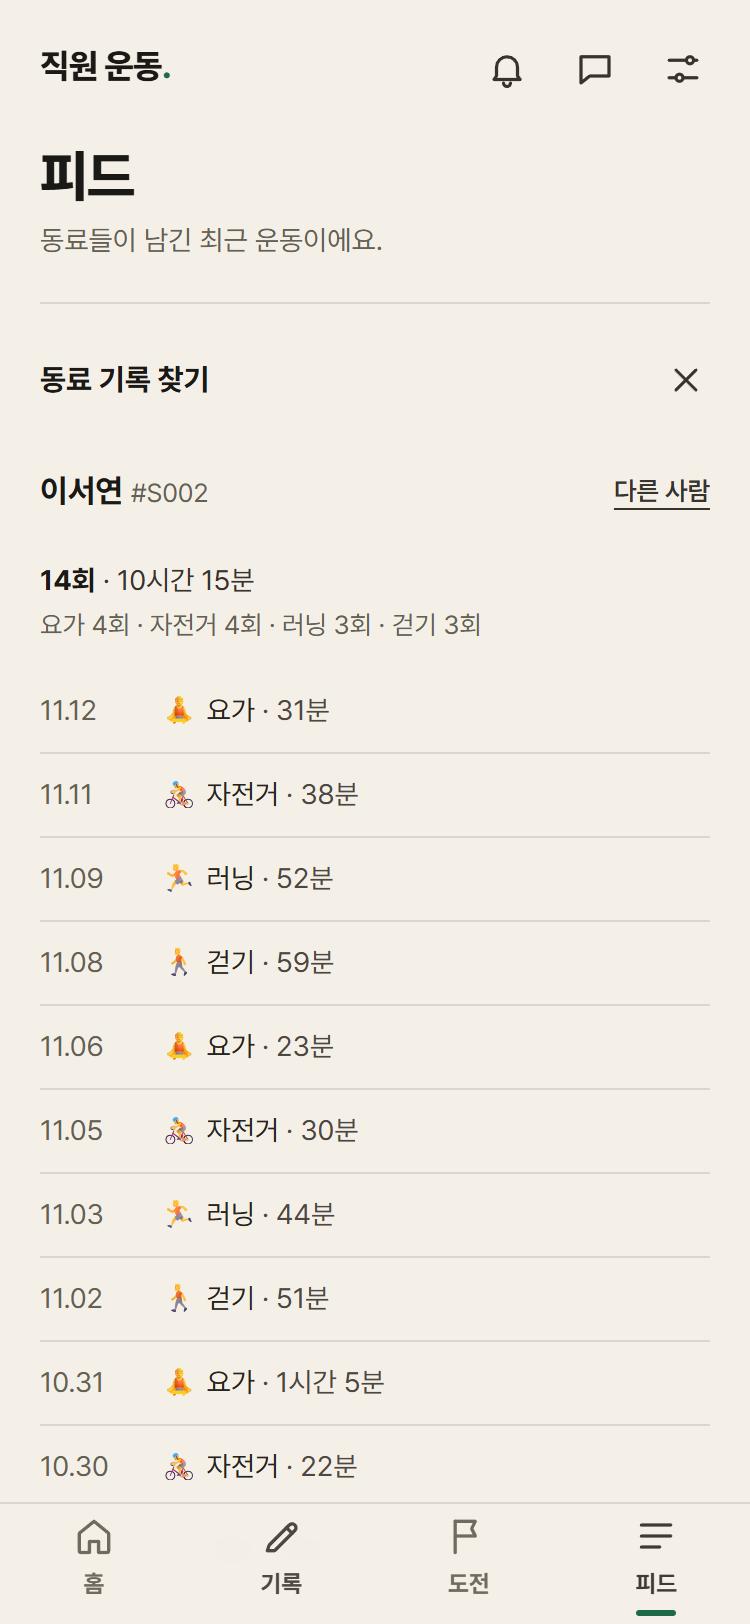 직원 운동.
피드
동료들이 남긴 최근 운동이에요.
동료 기록 찾기
이서연 #S002 다른 사람
14회 · 10시간 15분
요가 4회 · 자전거 4회 · 러닝 3회 · 걷기 3회
11.12 요가 · 31분
11.11 자전거 · 38분
11.09 러닝 · 52분
11.08 걷기 · 59분
11.06 요가 · 23분
11.05 자전거 · 30분
11.03 러닝 · 44분
11.02 걷기 · 51분
10.31 요가 · 1시간 5분
10.30 자전거 · 22분
홈 기록 도전 피드